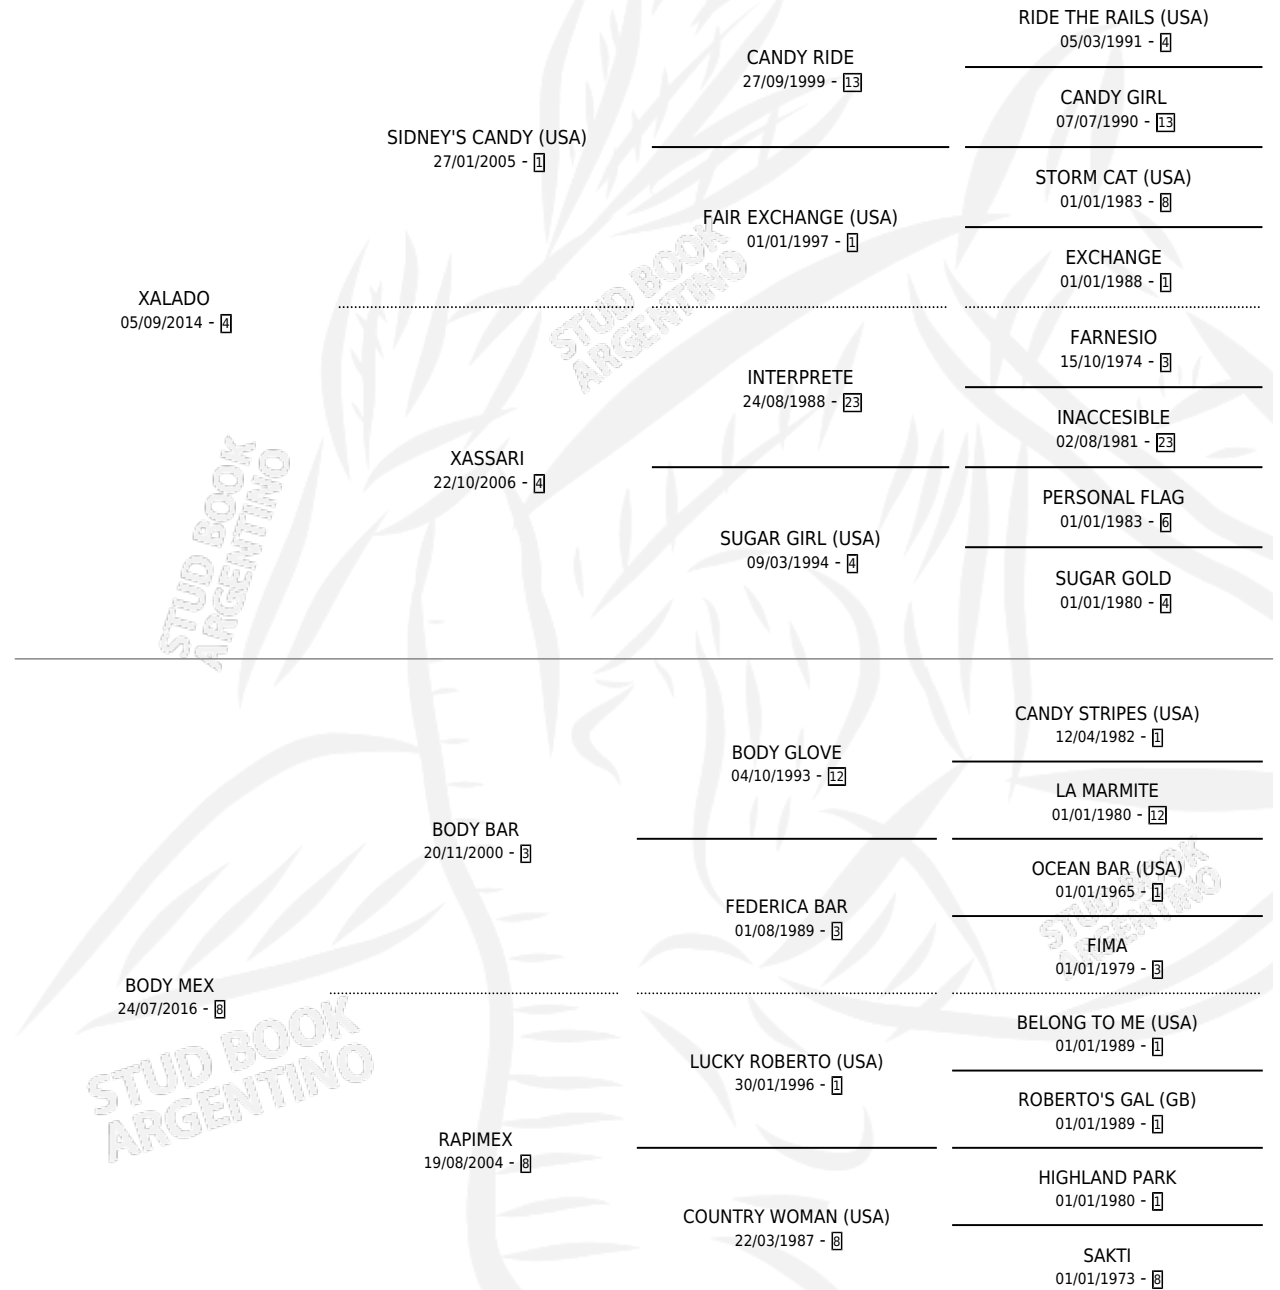 RIDE THE RAILS (USA)
05/03/1991 - 4
CANDY RIDE
27/09/1999 - 13
CANDY GIRL
07/07/1990 - 13
SIDNEY'S CANDY (USA)
27/01/2005 - 1
STORM CAT (USA)
01/01/1983 - 8
FAIR EXCHANGE (USA)
01/01/1997 - 1
EXCHANGE
01/01/1988 - 1
XALADO
05/09/2014 - 4
FARNESIO
15/10/1974 - 3
INTERPRETE
24/08/1988 - 23
INACCESIBLE
02/08/1981 - 23
XASSARI
22/10/2006 - 4
PERSONAL FLAG
01/01/1983 - 6
SUGAR GIRL (USA)
09/03/1994 - 4
SUGAR GOLD
01/01/1980 - 4
CANDY STRIPES (USA)
12/04/1982 - 1
BODY GLOVE
04/10/1993 - 12
LA MARMITE
01/01/1980 - 12
BODY BAR
20/11/2000 - 3
OCEAN BAR (USA)
01/01/1965 - 1
FEDERICA BAR
01/08/1989 - 3
FIMA
01/01/1979 - 3
BODY MEX
24/07/2016 - 8
BELONG TO ME (USA)
01/01/1989 - 1
LUCKY ROBERTO (USA)
30/01/1996 - 1
ROBERTO'S GAL (GB)
01/01/1989 - 1
RAPIMEX
19/08/2004 - 8
HIGHLAND PARK
01/01/1980 - 1
COUNTRY WOMAN (USA)
22/03/1987 - 8
SAKTI
01/01/1973 - 8
STUD BOOK
ARGENTINO
STUD BOOK
ARGENTINO
STUD BOOK
ARGENTINO
STUD BOOK
ARGENTINO